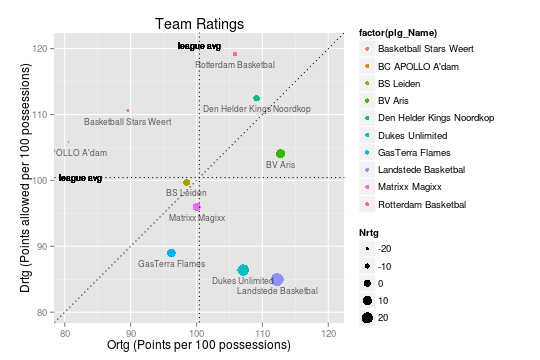 Team Ratings
Drtg (Points allowed per 100 possessions)
120
110
100
90
80
league avg
Rotterdam Basketbal
Den Helder Kings Noordkop
Basketball Stars Weert
OLLO A'dam
BV Aris
league avg
BS Leiden
Matrixx Magixx
GasTerra Flames
Dukes Unlimited
Landstede Basketbal
80
90
100
110
120
Ortg (Points per 100 possessions)
factor(plg_Name)
Basketball Stars Weert
BC APOLLO A'dam
BS Leiden
BV Aris
Den Helder Kings Noordkop
Dukes Unlimited
GasTerra Flames
Landstede Basketbal
Matrixx Magixx
Rotterdam Basketbal
Nrtg
-20
-10
0
10
20